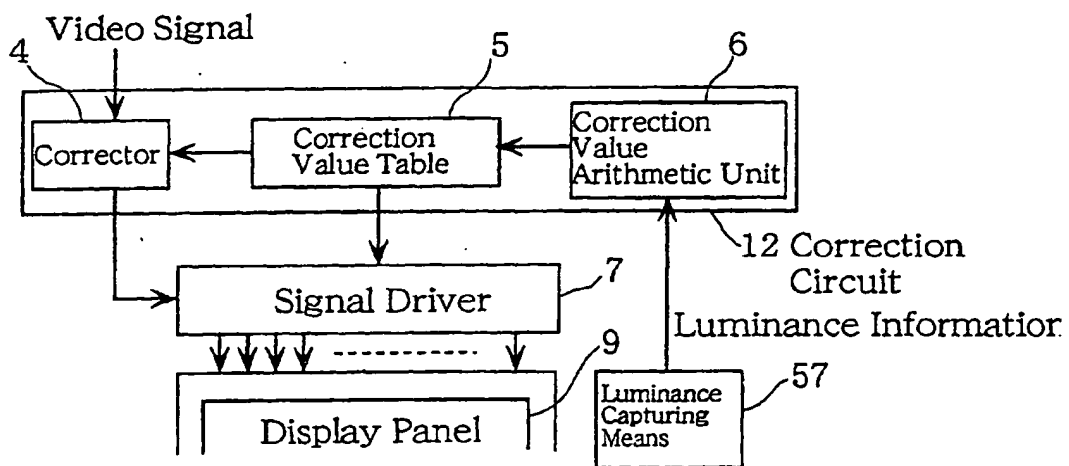 Video Signal
4
5
6
Corrector
Correction
Value Table
Correction
Value
Arithmetic Unit
12 Correction
Circuit
7
Signal Driver
Luminance Information
9
57
Display Panel
Luminance
Capturing
Means